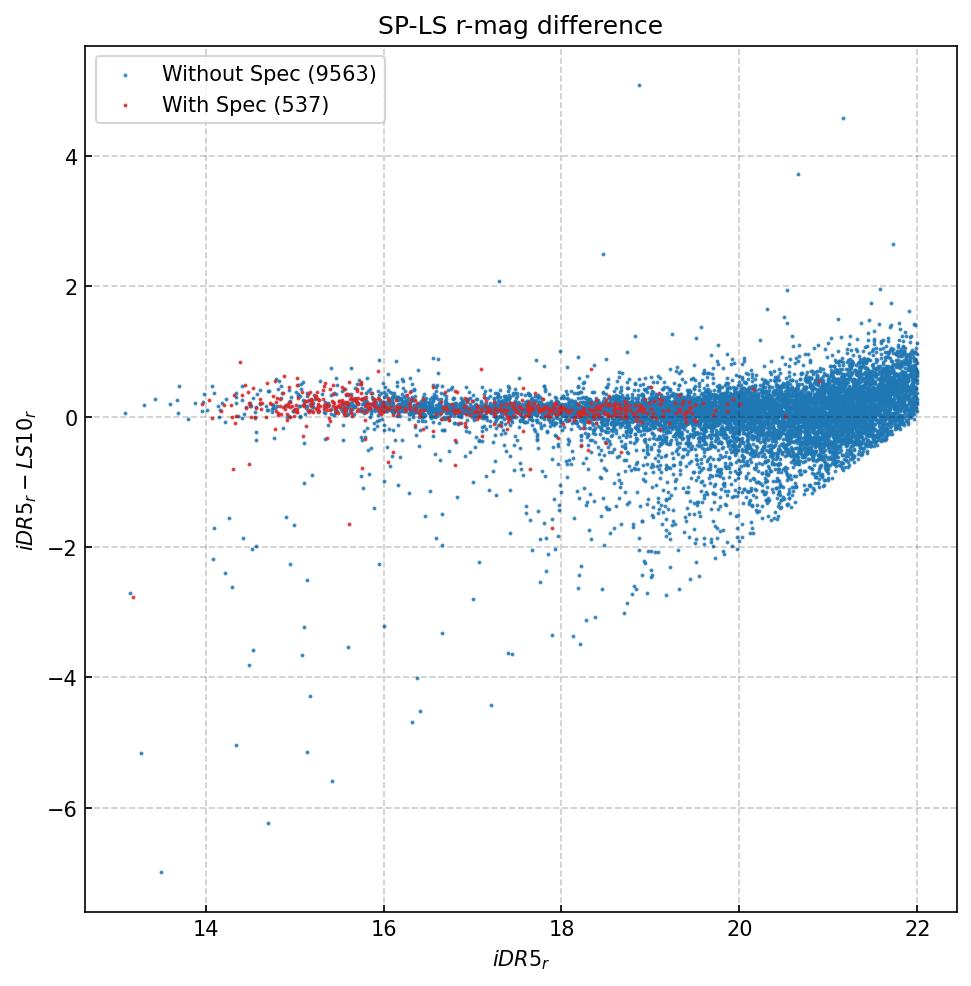 SP-LS r-mag difference
Without Spec (9563)
With Spec (537)
4
2
0
−2
−4
−6
iDR5r − LS10r
14 16 18 20 22
iDR5r